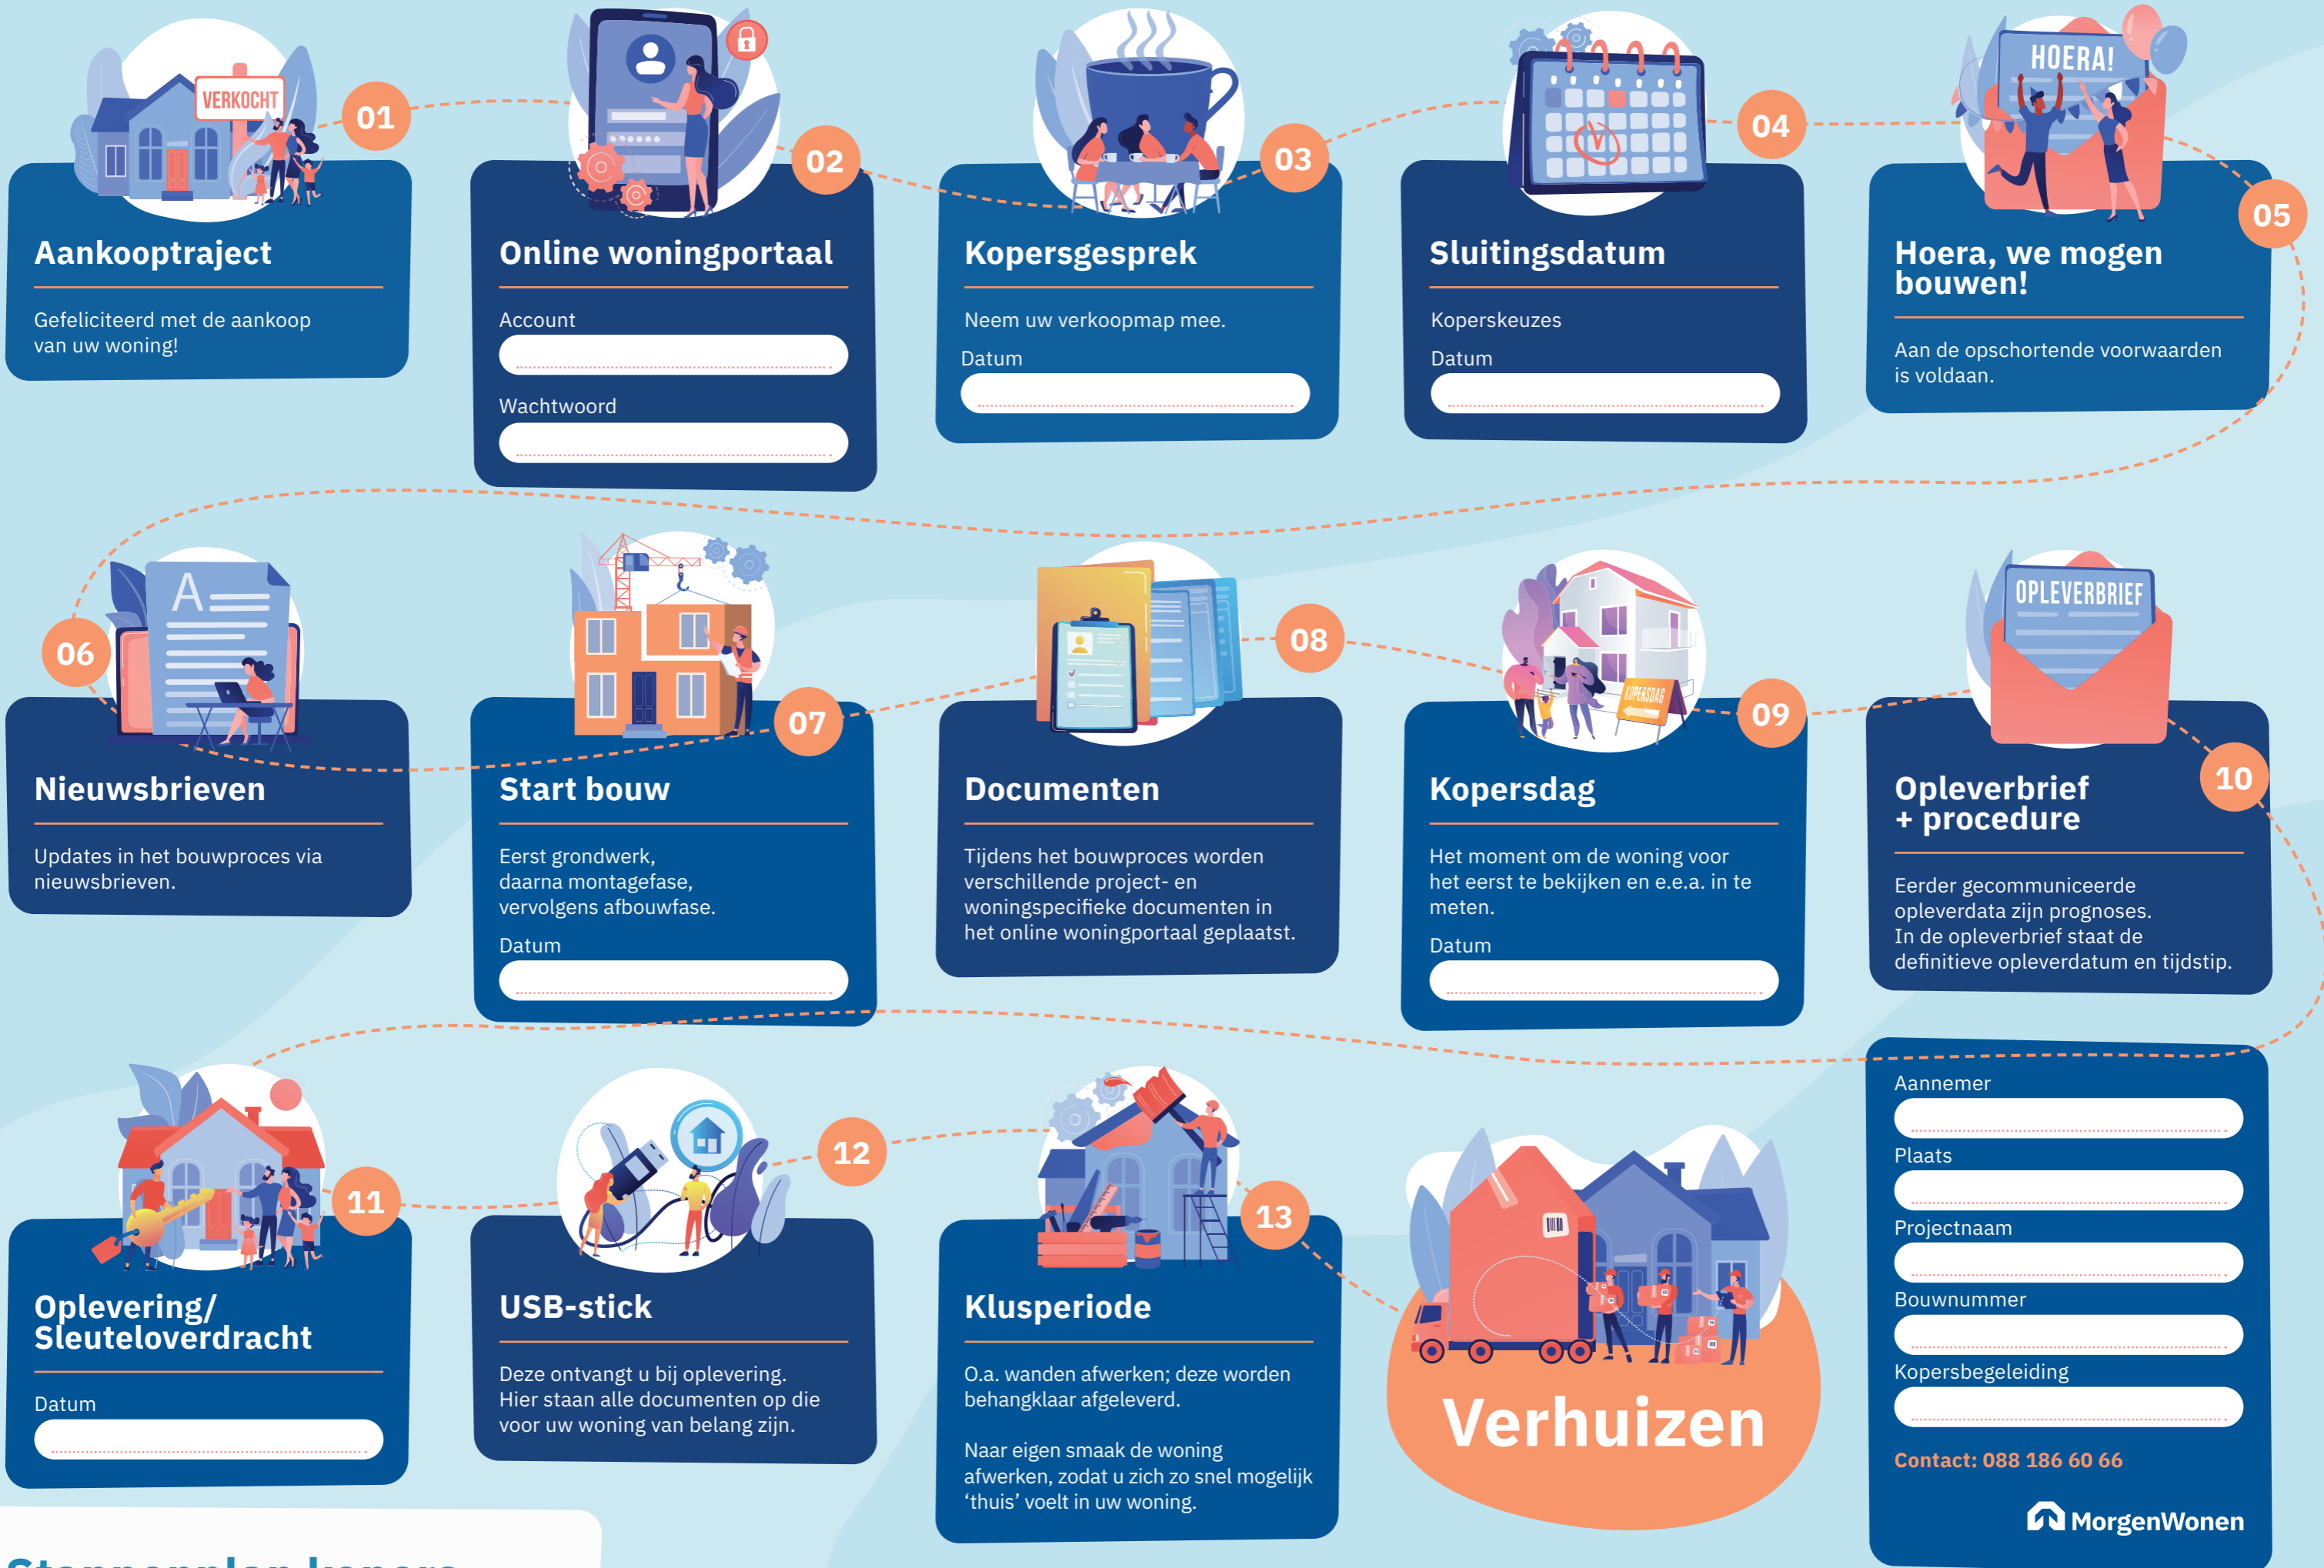 VERKOCHT
01
Aankooptraject
Gefeliciteerd met de aankoop
van uw woning!
02
Online woningportaal
Account
Wachtwoord
03
Kopersgesprek
Neem uw verkoopmap mee.
Datum
04
Sluitingsdatum
Koperskeuzes
Datum
HOERA!
05
Hoera, we mogen
bouwen!
Aan de opschortende voorwaarden
is voldaan.
A
06
Nieuwsbrieven
Updates in het bouwproces via
nieuwsbrieven.
07
Start bouw
Eerst grondwerk,
daarna montagefase,
vervolgens afbouwfase.
Datum
08
Documenten
Tijdens het bouwproces worden
verschillende project- en
woningspecifieke documenten in
het online woningportaal geplaatst.
KOPERSDAG
09
Kopersdag
Het moment om de woning voor
het eerst te bekijken en e.e.a. in te
meten.
Datum
OPLEVERBRIEF
10
Opleverbrief
+ procedure
Eerder gecommuniceerde
opleverdata zijn prognoses.
In de opleverbrief staat de
definitieve opleverdatum en tijdstip.
11
Oplevering/
Sleuteloverdracht
Datum
12
USB-stick
Deze ontvangt u bij oplevering.
Hier staan alle documenten op die
voor uw woning van belang zijn.
13
Klusperiode
O.a. wanden afwerken; deze worden
behangklaar afgeleverd.
Naar eigen smaak de woning
afwerken, zodat u zich zo snel mogelijk
‘thuis’ voelt in uw woning.
Verhuizen
Aannemer
Plaats
Projectnaam
Bouwnummer
Kopersbegeleiding
Contact: 088 186 60 66
MorgenWonen
Stappenplan kopers